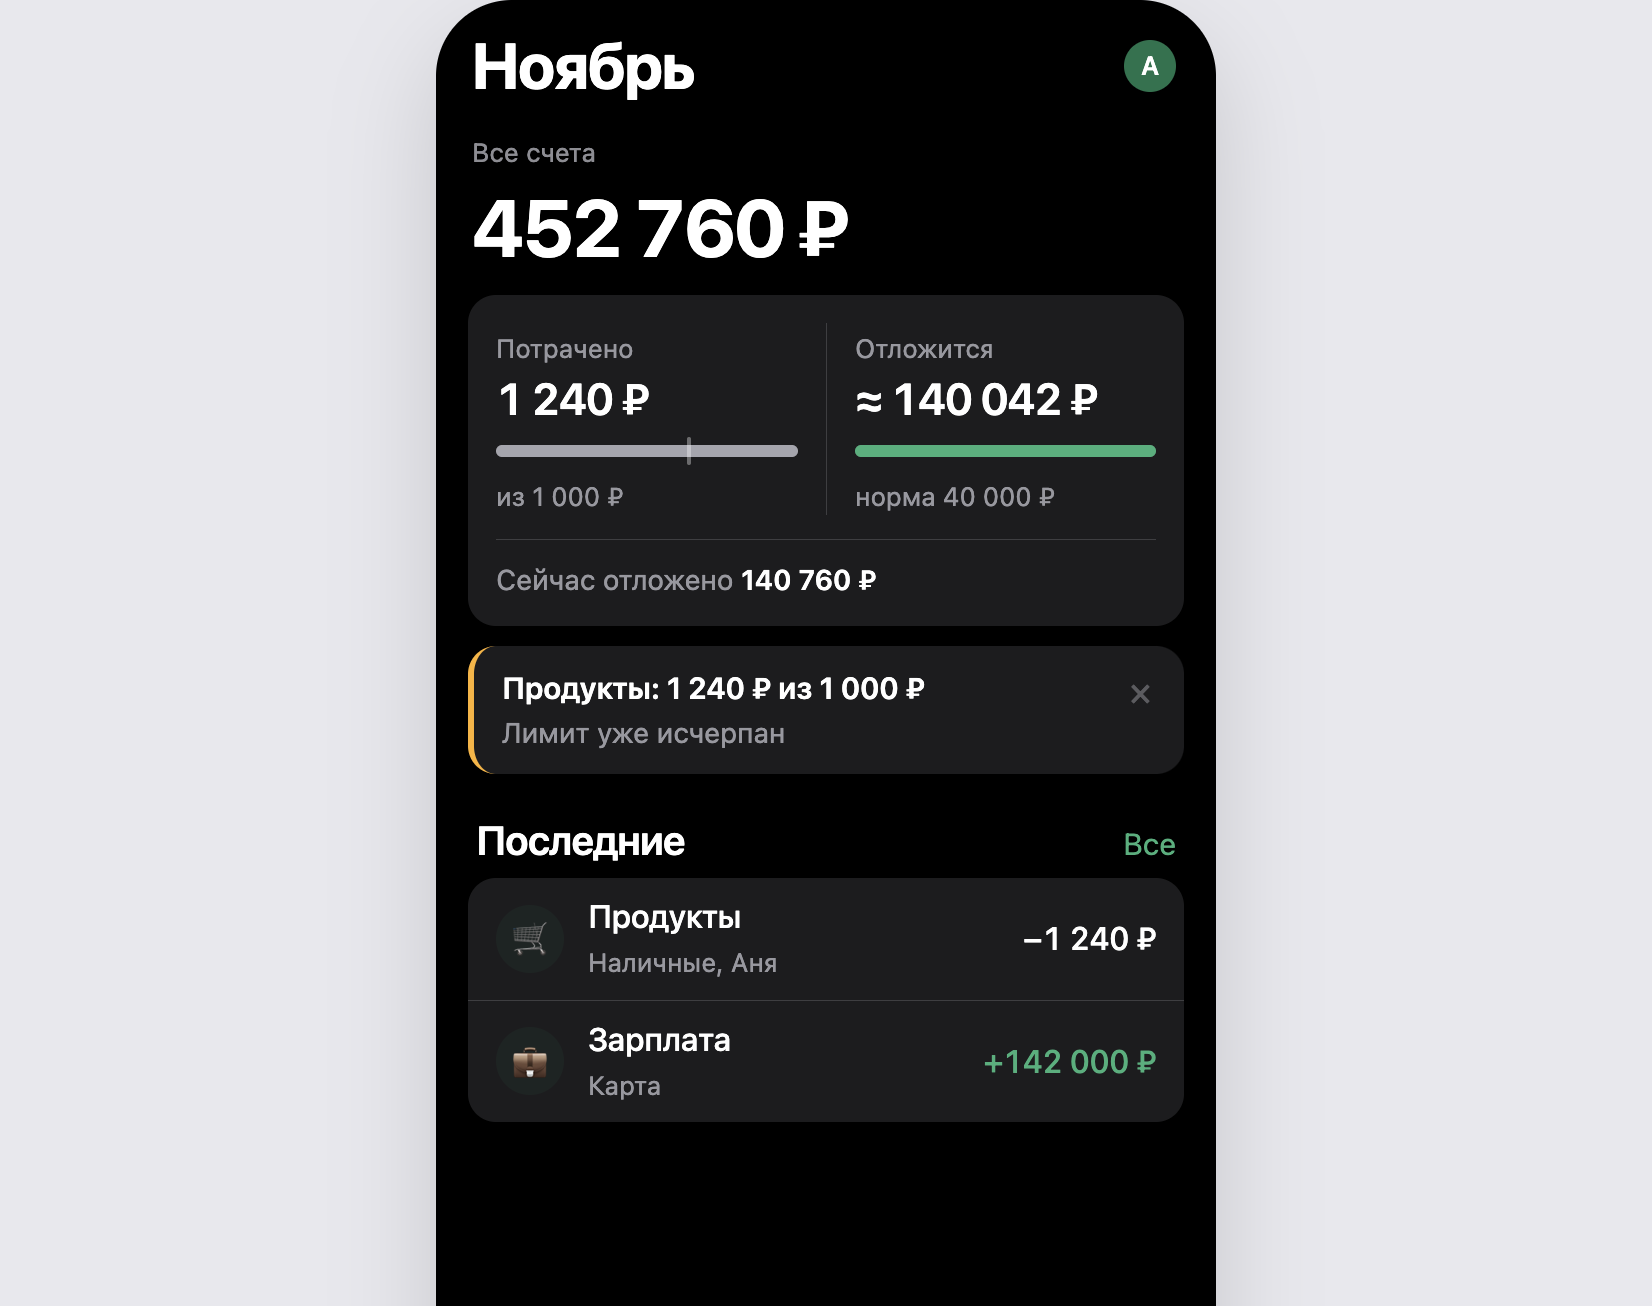 Ноябрь
А
Все счета
452 760 ₽
Потрачено
1 240 ₽
из 1 000 ₽
Отложится
≈ 140 042 ₽
норма 40 000 ₽
Сейчас отложено 140 760 ₽
Продукты: 1 240 ₽ из 1 000 ₽
Лимит уже исчерпан
Последние
Все
Продукты
Наличные, Аня
−1 240 ₽
Зарплата
Карта
+142 000 ₽